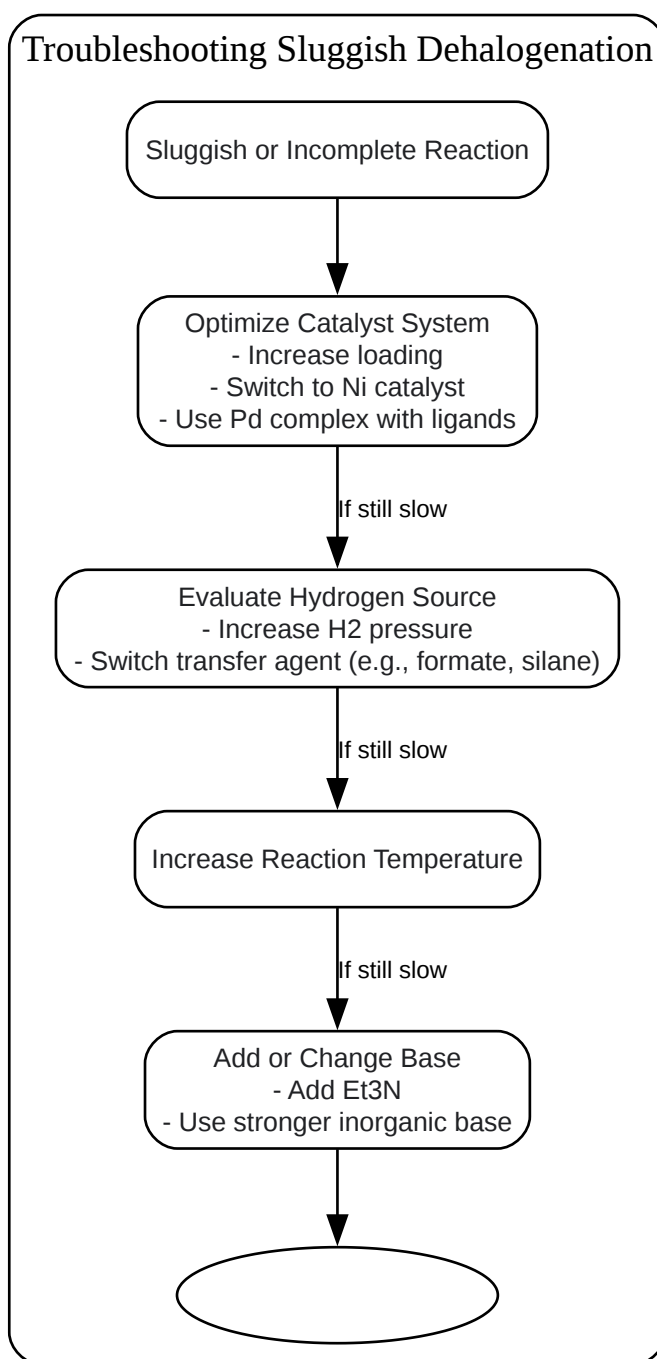 Troubleshooting Sluggish Dehalogenation
Sluggish or Incomplete Reaction
Optimize Catalyst System
- Increase loading
- Switch to Ni catalyst
- Use Pd complex with ligands
If still slow
Evaluate Hydrogen Source
- Increase H2 pressure
- Switch transfer agent (e.g., formate, silane)
If still slow
Increase Reaction Temperature
If still slow
Add or Change Base
- Add Et3N
- Use stronger inorganic base